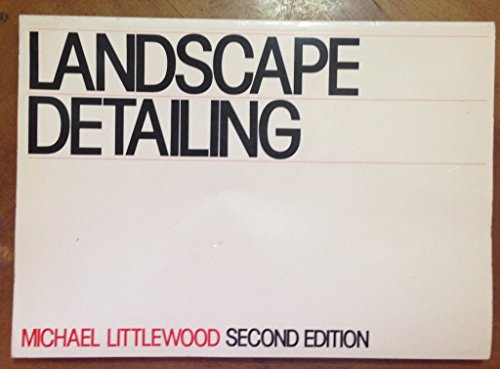 LANDSCAPE
DETAILING
MICHAEL LITTLEWOOD SECOND EDITION